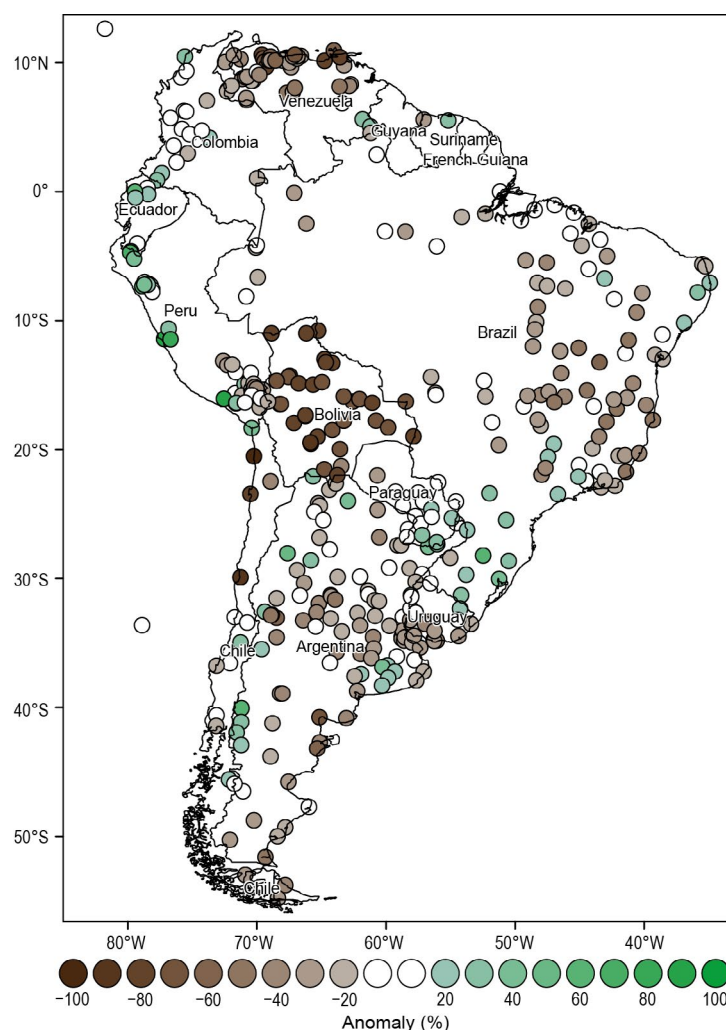 10°N
Venezuela
Guyana
Suriname
Colombia
French Guiana
0°
Ecuador
Peru
Brazil
10°S
Bolivia
20°S
Paraguay
30°S
Uruguay
Chile
Argentina
40°S
50°S
Chile
80°W 70°W 60°W 50°W 40°W
−100 −80 −60 −40 −20 20 40 60 80 100
Anomaly (%)